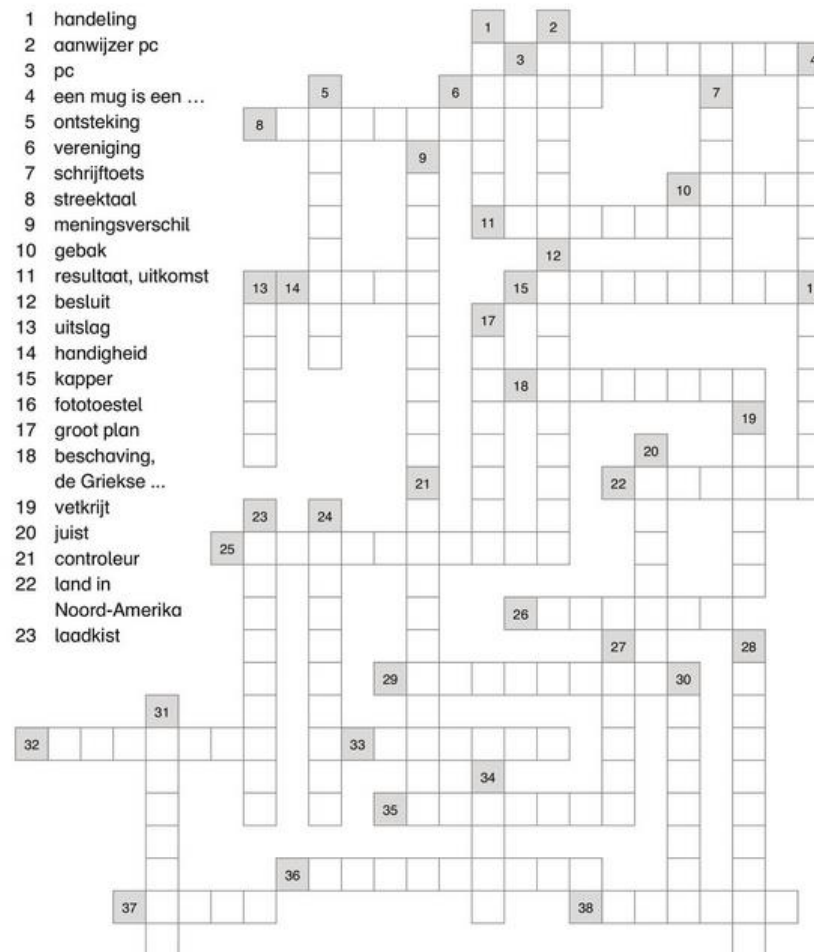 1 handeling
2 aanwijzer pc
3 pc
4 een mug is een ...
5 ontsteking
6 vereniging
7 schrijftoets
8 streektaal
9 meningsverschil
10 gebak
11 resultaat, uitkomst
12 besluit
13 uitslag
14 handigheid
15 kapper
16 fototoestel
17 groot plan
18 beschaving,
de Griekse ...
19 vetkrijt
20 juist
21 controleur
22 land in
Noord-Amerika
23 laadkist
1 2
3 4
5 6 7
8
9
10
11
12
13 14 15
17
18
19
20
21 22
23 24
25
26
27 28
29 30
31
32 33
34
35
36
37 38